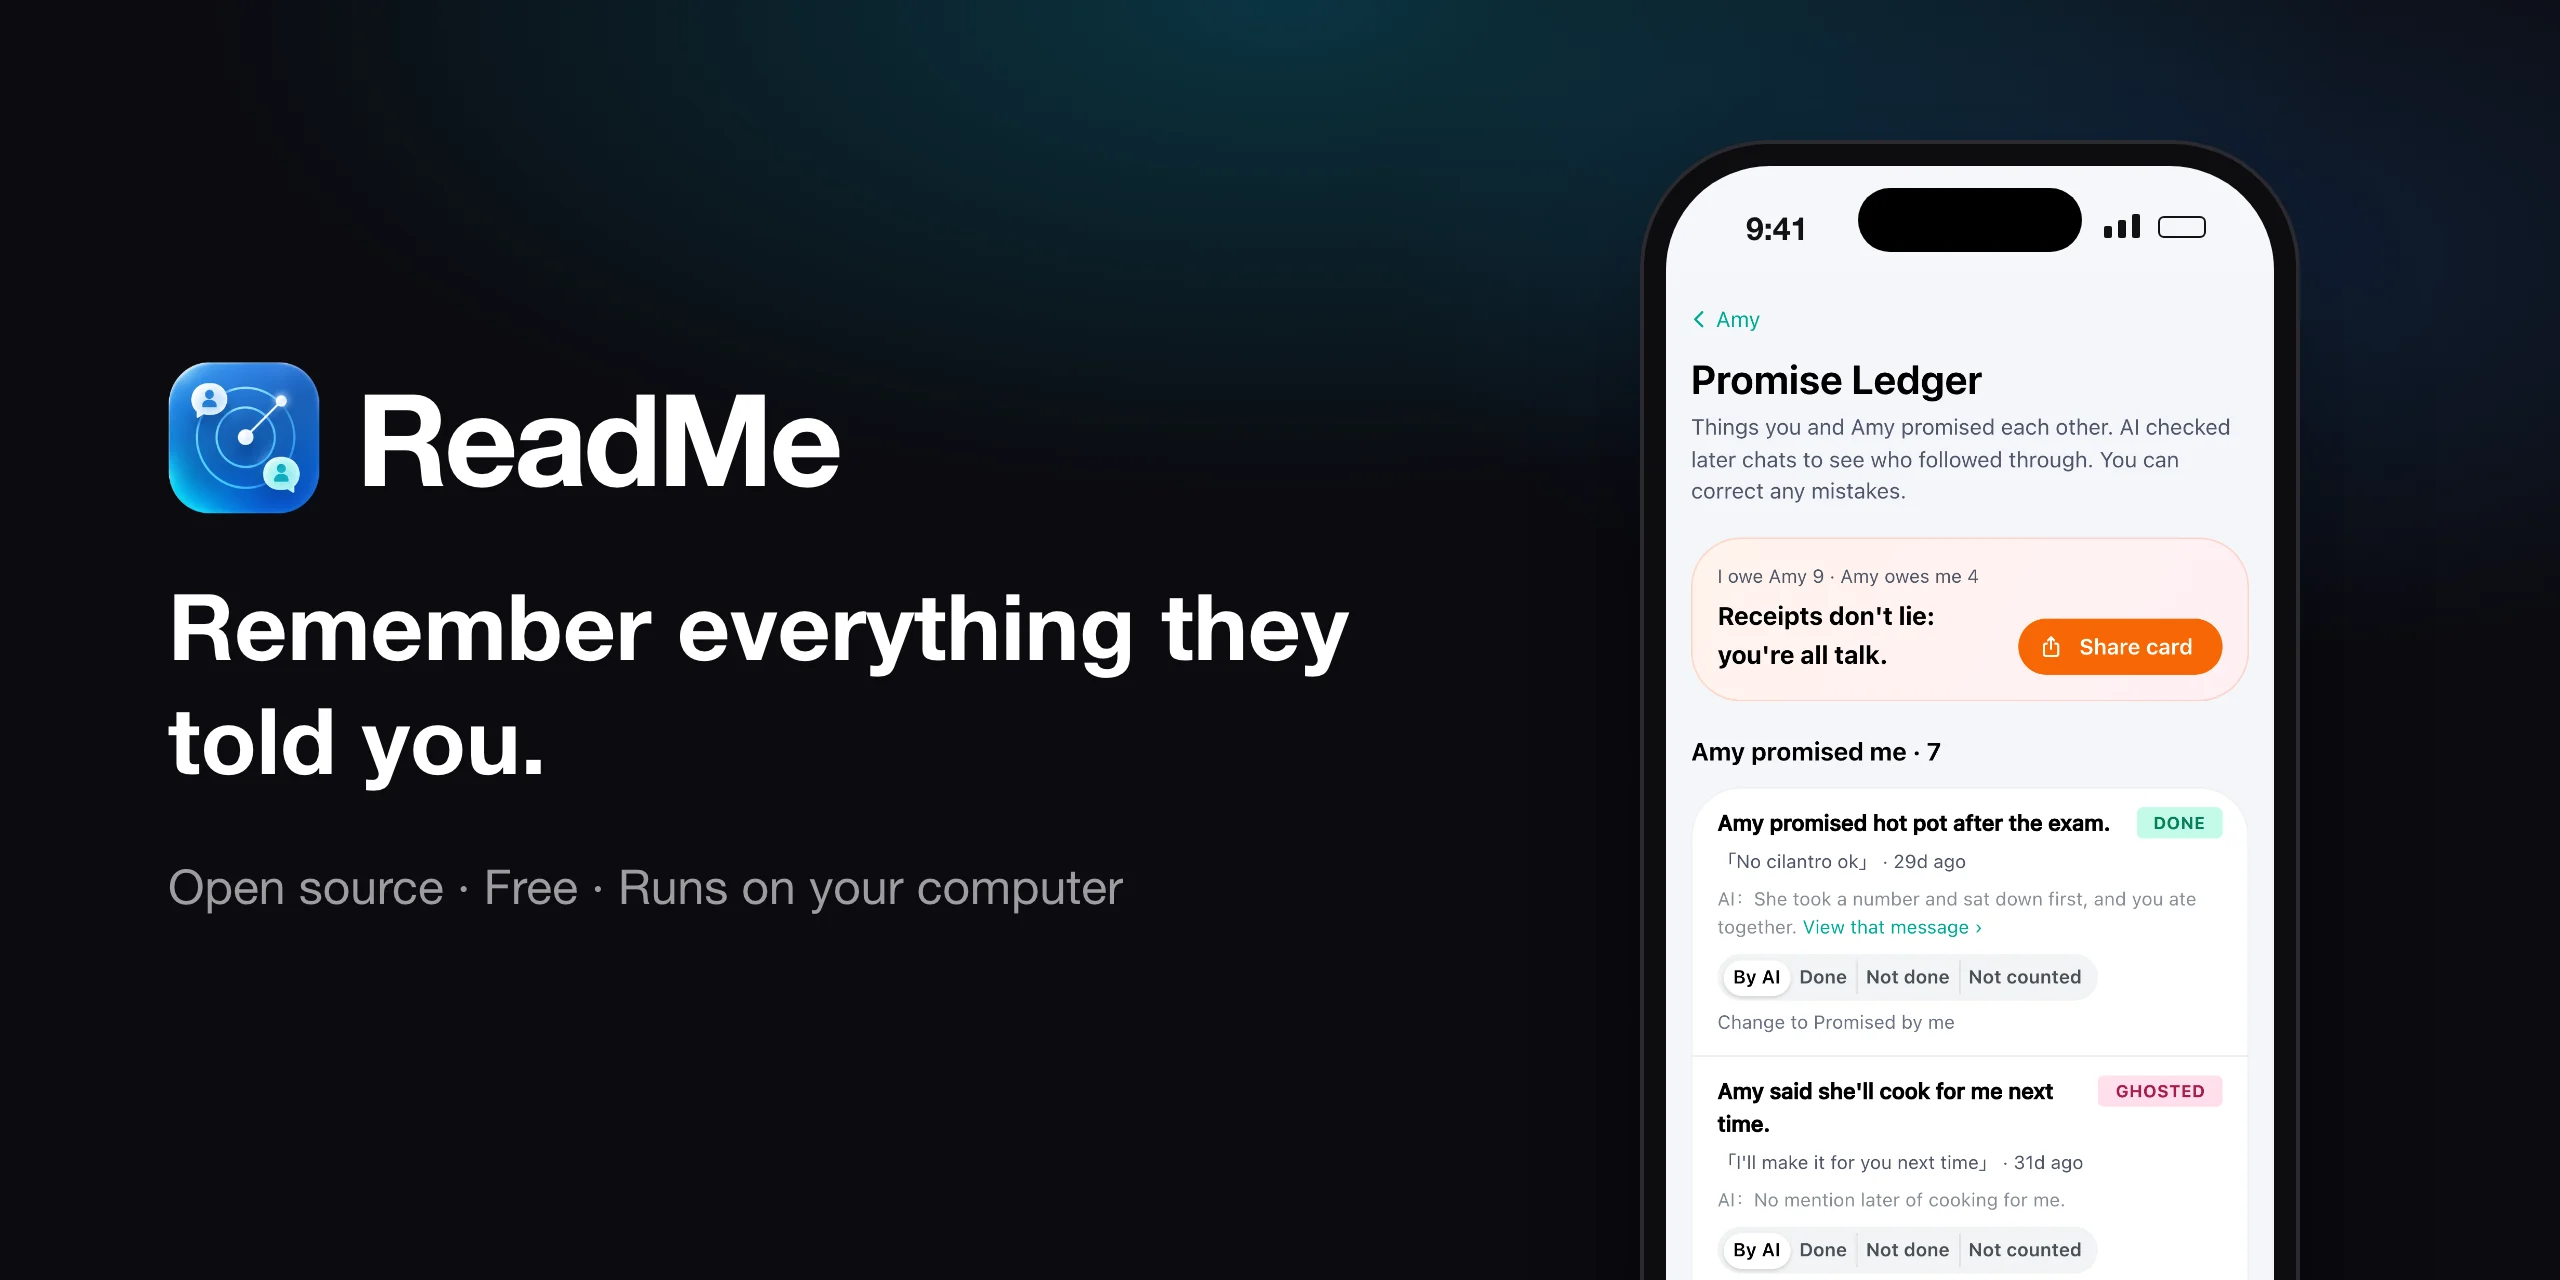 ReadMe
Remember everything they
told you.
Open source · Free · Runs on your computer
9:41
Amy
Promise Ledger
Things you and Amy promised each other. AI checked
later chats to see who followed through. You can
correct any mistakes.
I owe Amy 9 · Amy owes me 4
Receipts don't lie:
you're all talk.
Share card
Amy promised me · 7
Amy promised hot pot after the exam.
DONE
「No cilantro ok」 · 29d ago
AI: She took a number and sat down first, and you ate
together. View that message ›
By AI Done Not done Not counted
Change to Promised by me
Amy said she'll cook for me next
time.
GHOSTED
「I'll make it for you next time」 · 31d ago
AI: No mention later of cooking for me.
By AI Done Not done Not counted